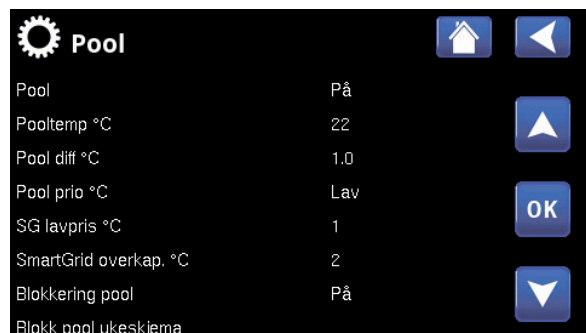 Pool
Pool På
Pooltemp °C 22
Pool diff °C 1.0
Pool prio °C Lav
SG lavpris °C 1
OK
SmartGrid overkap. °C 2
Blokkering pool På
Blokk pool ukeskjema